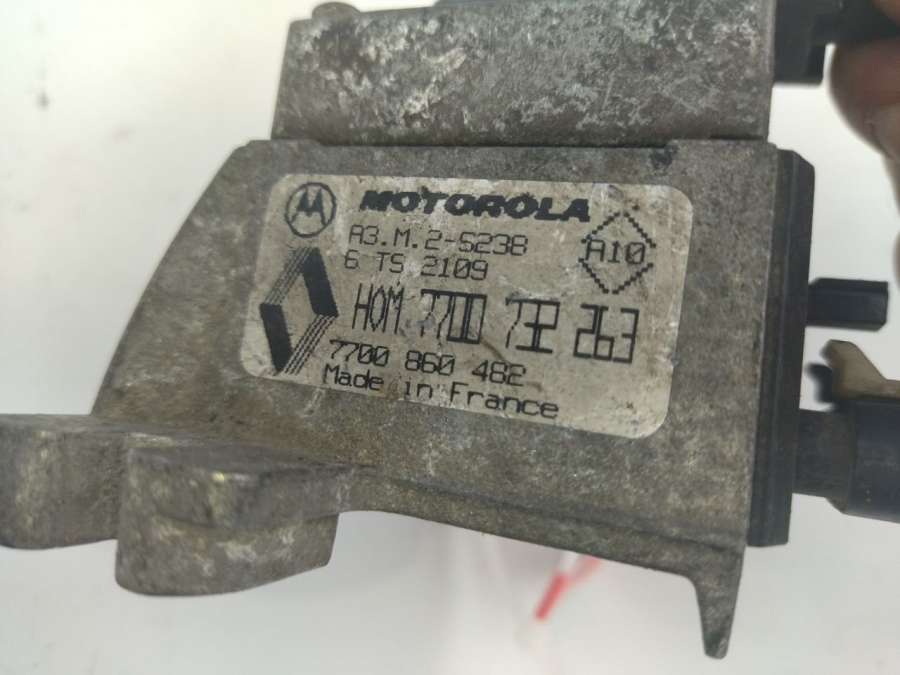 MOTOROLA
A3.M.2-S238
6 TS 2109
A10
HOM 7700 732 263
7700 860 482
Made in France